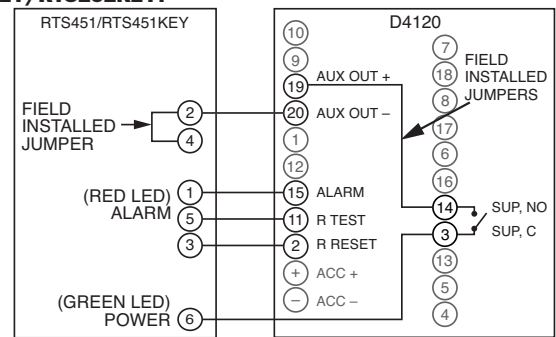 RTS451/RTS451KEY
FIELD
INSTALLED
JUMPER
2
4
(RED LED)
ALARM
1
5
3
(GREEN LED)
POWER
6
D4120
10
9
19
AUX OUT +
20
AUX OUT –
1
12
15
ALARM
11
R TEST
2
R RESET
+
ACC +
–
ACC –
7
18
8
17
6
16
14
SUP, NO
3
SUP, C
13
5
4
FIELD
INSTALLED
JUMPERS